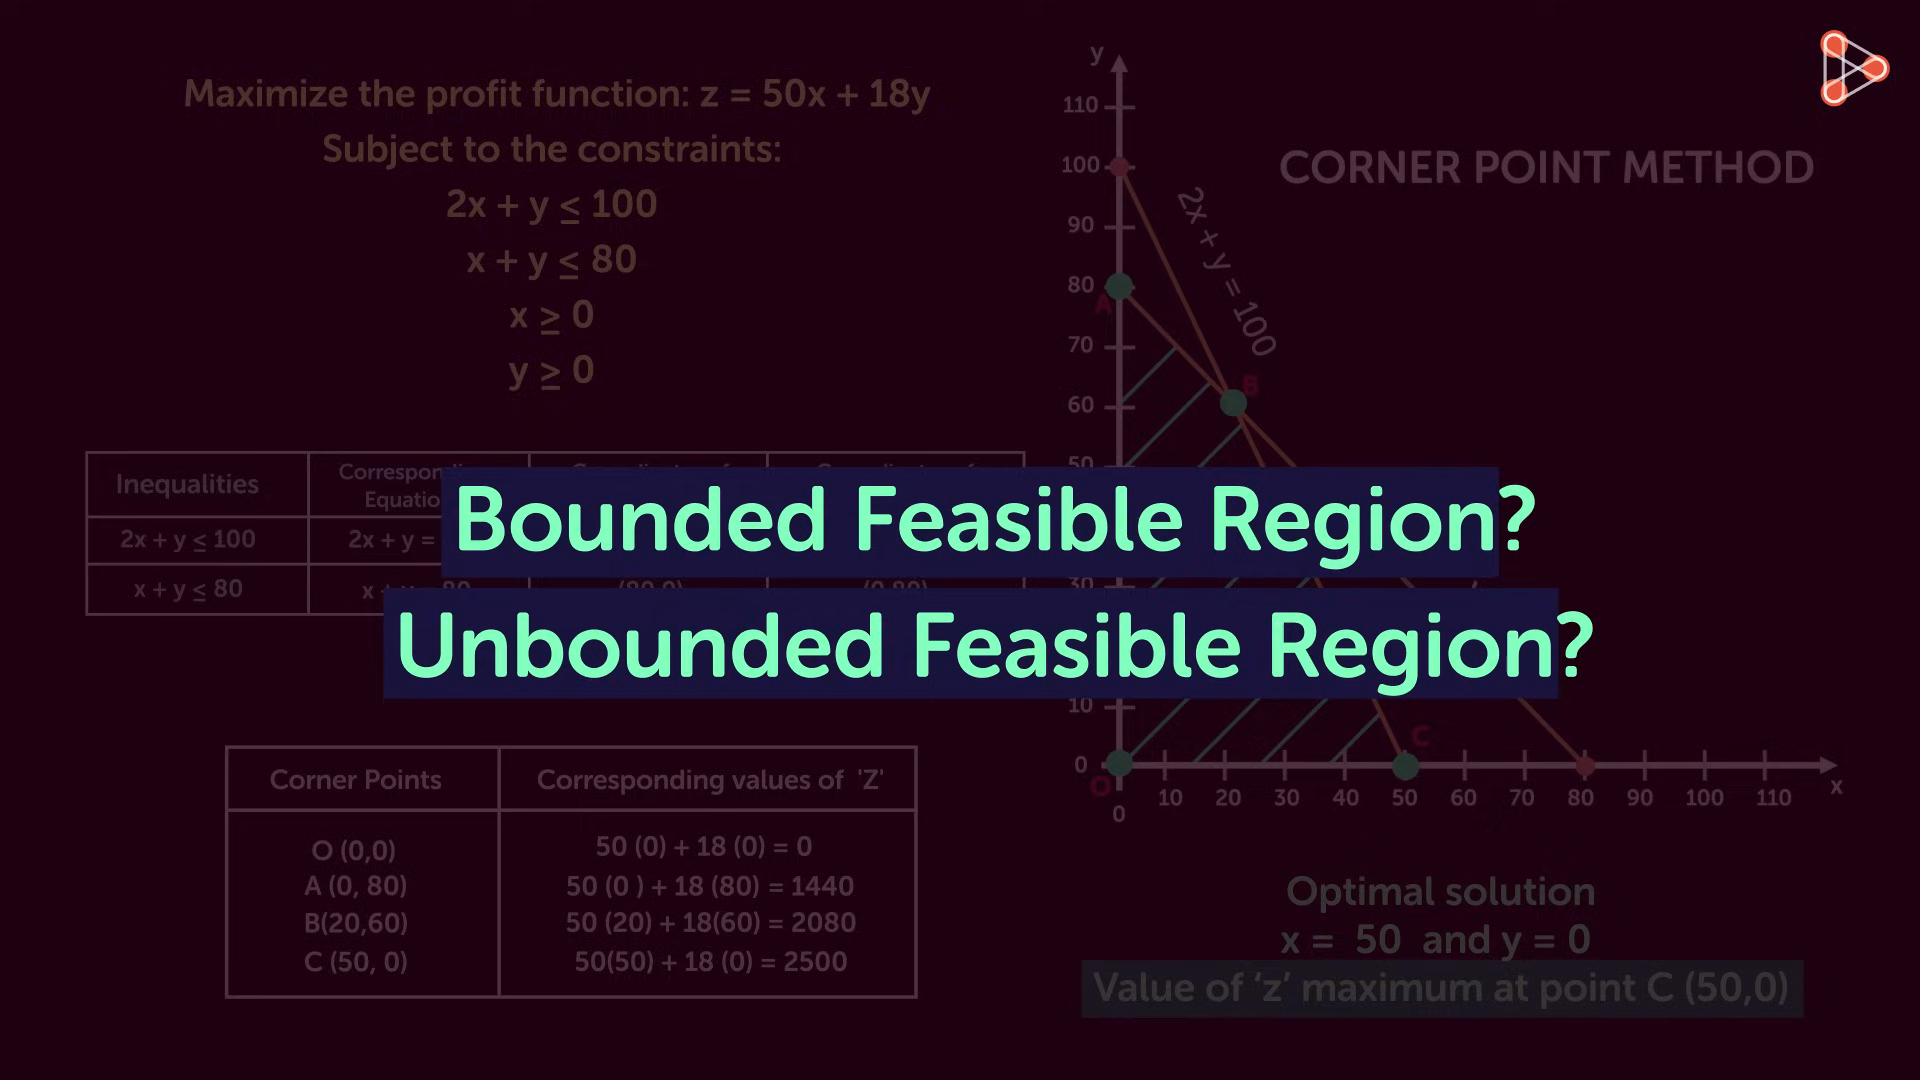 Maximize the profit function: z = 50x + 18y
Subject to the constraints:
2x + y ≤ 100
x + y ≤ 80
x ≥ 0
y ≥ 0
Inequalities
2x + y ≤ 100
2x + y =
x + y ≤ 80
Bounded Feasible Region?
Unbounded Feasible Region?
Corner Points
Corresponding values of 'Z'
O (0,0)
50 (0) + 18 (0) = 0
A (0, 80)
50 (0 ) + 18 (80) = 1440
B(20,60)
50 (20) + 18(60) = 2080
C (50, 0)
50(50) + 18 (0) = 2500
CORNER POINT METHOD
y
110
100
90
80
70
60
50
30
10
0
2x + y = 100
A
B
C
O
0
10 20 30 40 50 60 70 80 90 100 110
x
Optimal solution
x = 50 and y = 0
Value of ‘z’ maximum at point C (50,0)